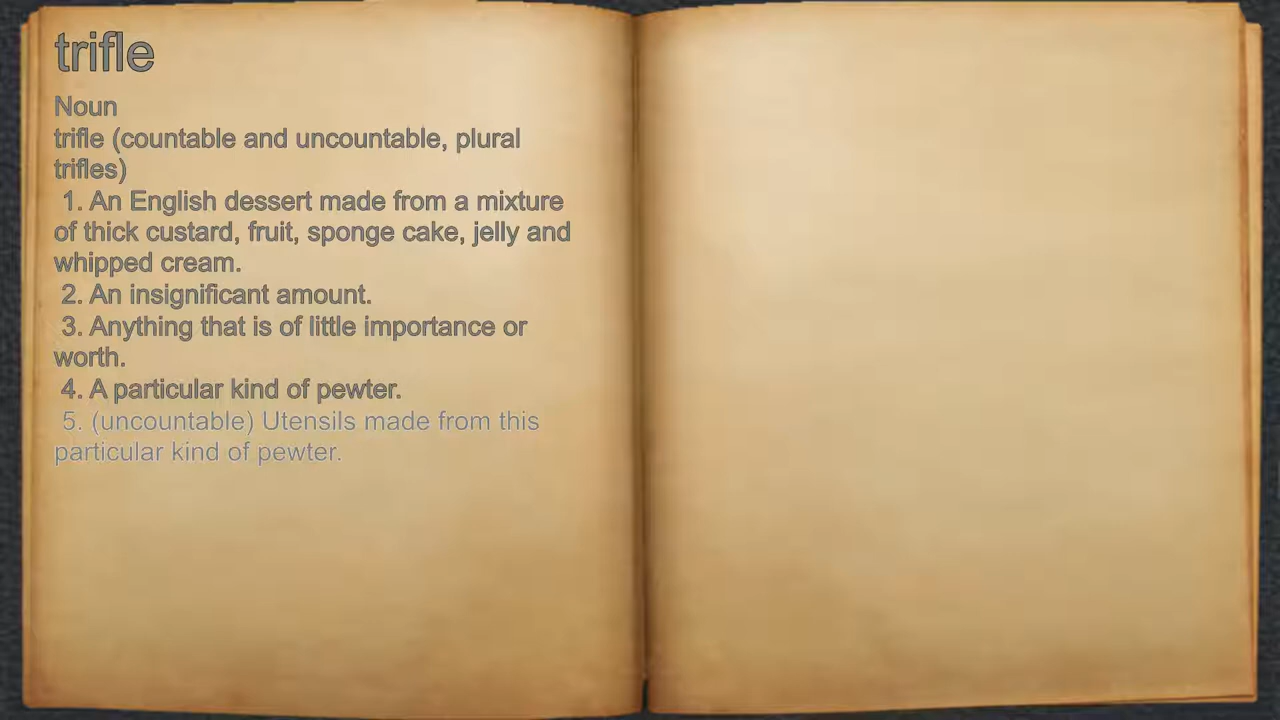 trifle
Noun
trifle (countable and uncountable, plural
trifles)
1. An English dessert made from a mixture
of thick custard, fruit, sponge cake, jelly and
whipped cream.
2. An insignificant amount.
3. Anything that is of little importance or
worth.
4. A particular kind of pewter.
5. (uncountable) Utensils made from this
particular kind of pewter.